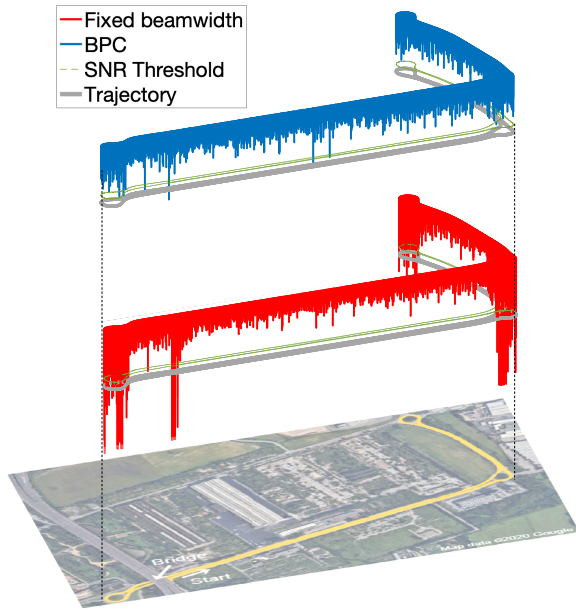 Fixed beamwidth
BPC
SNR Threshold
Trajectory
Bridge
Start
Map data ©2020 Google